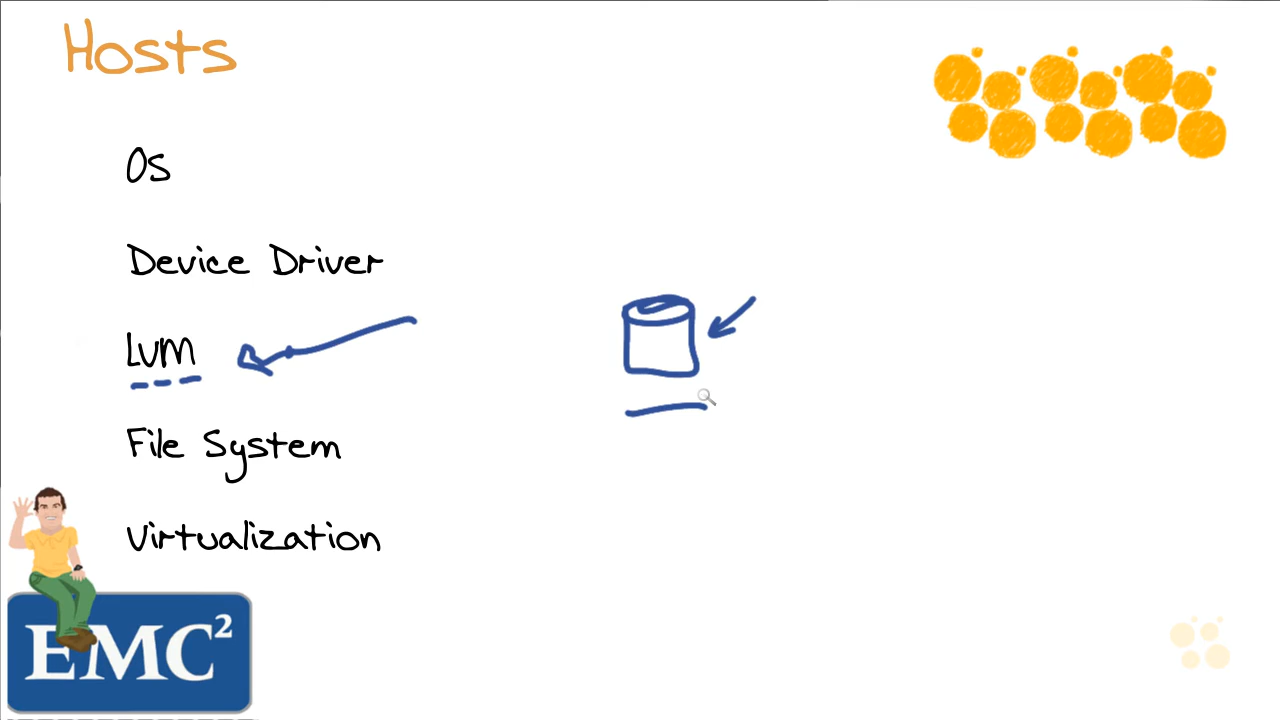 Hosts
OS
Device Driver
LVM
File System
Virtualization
EMC²